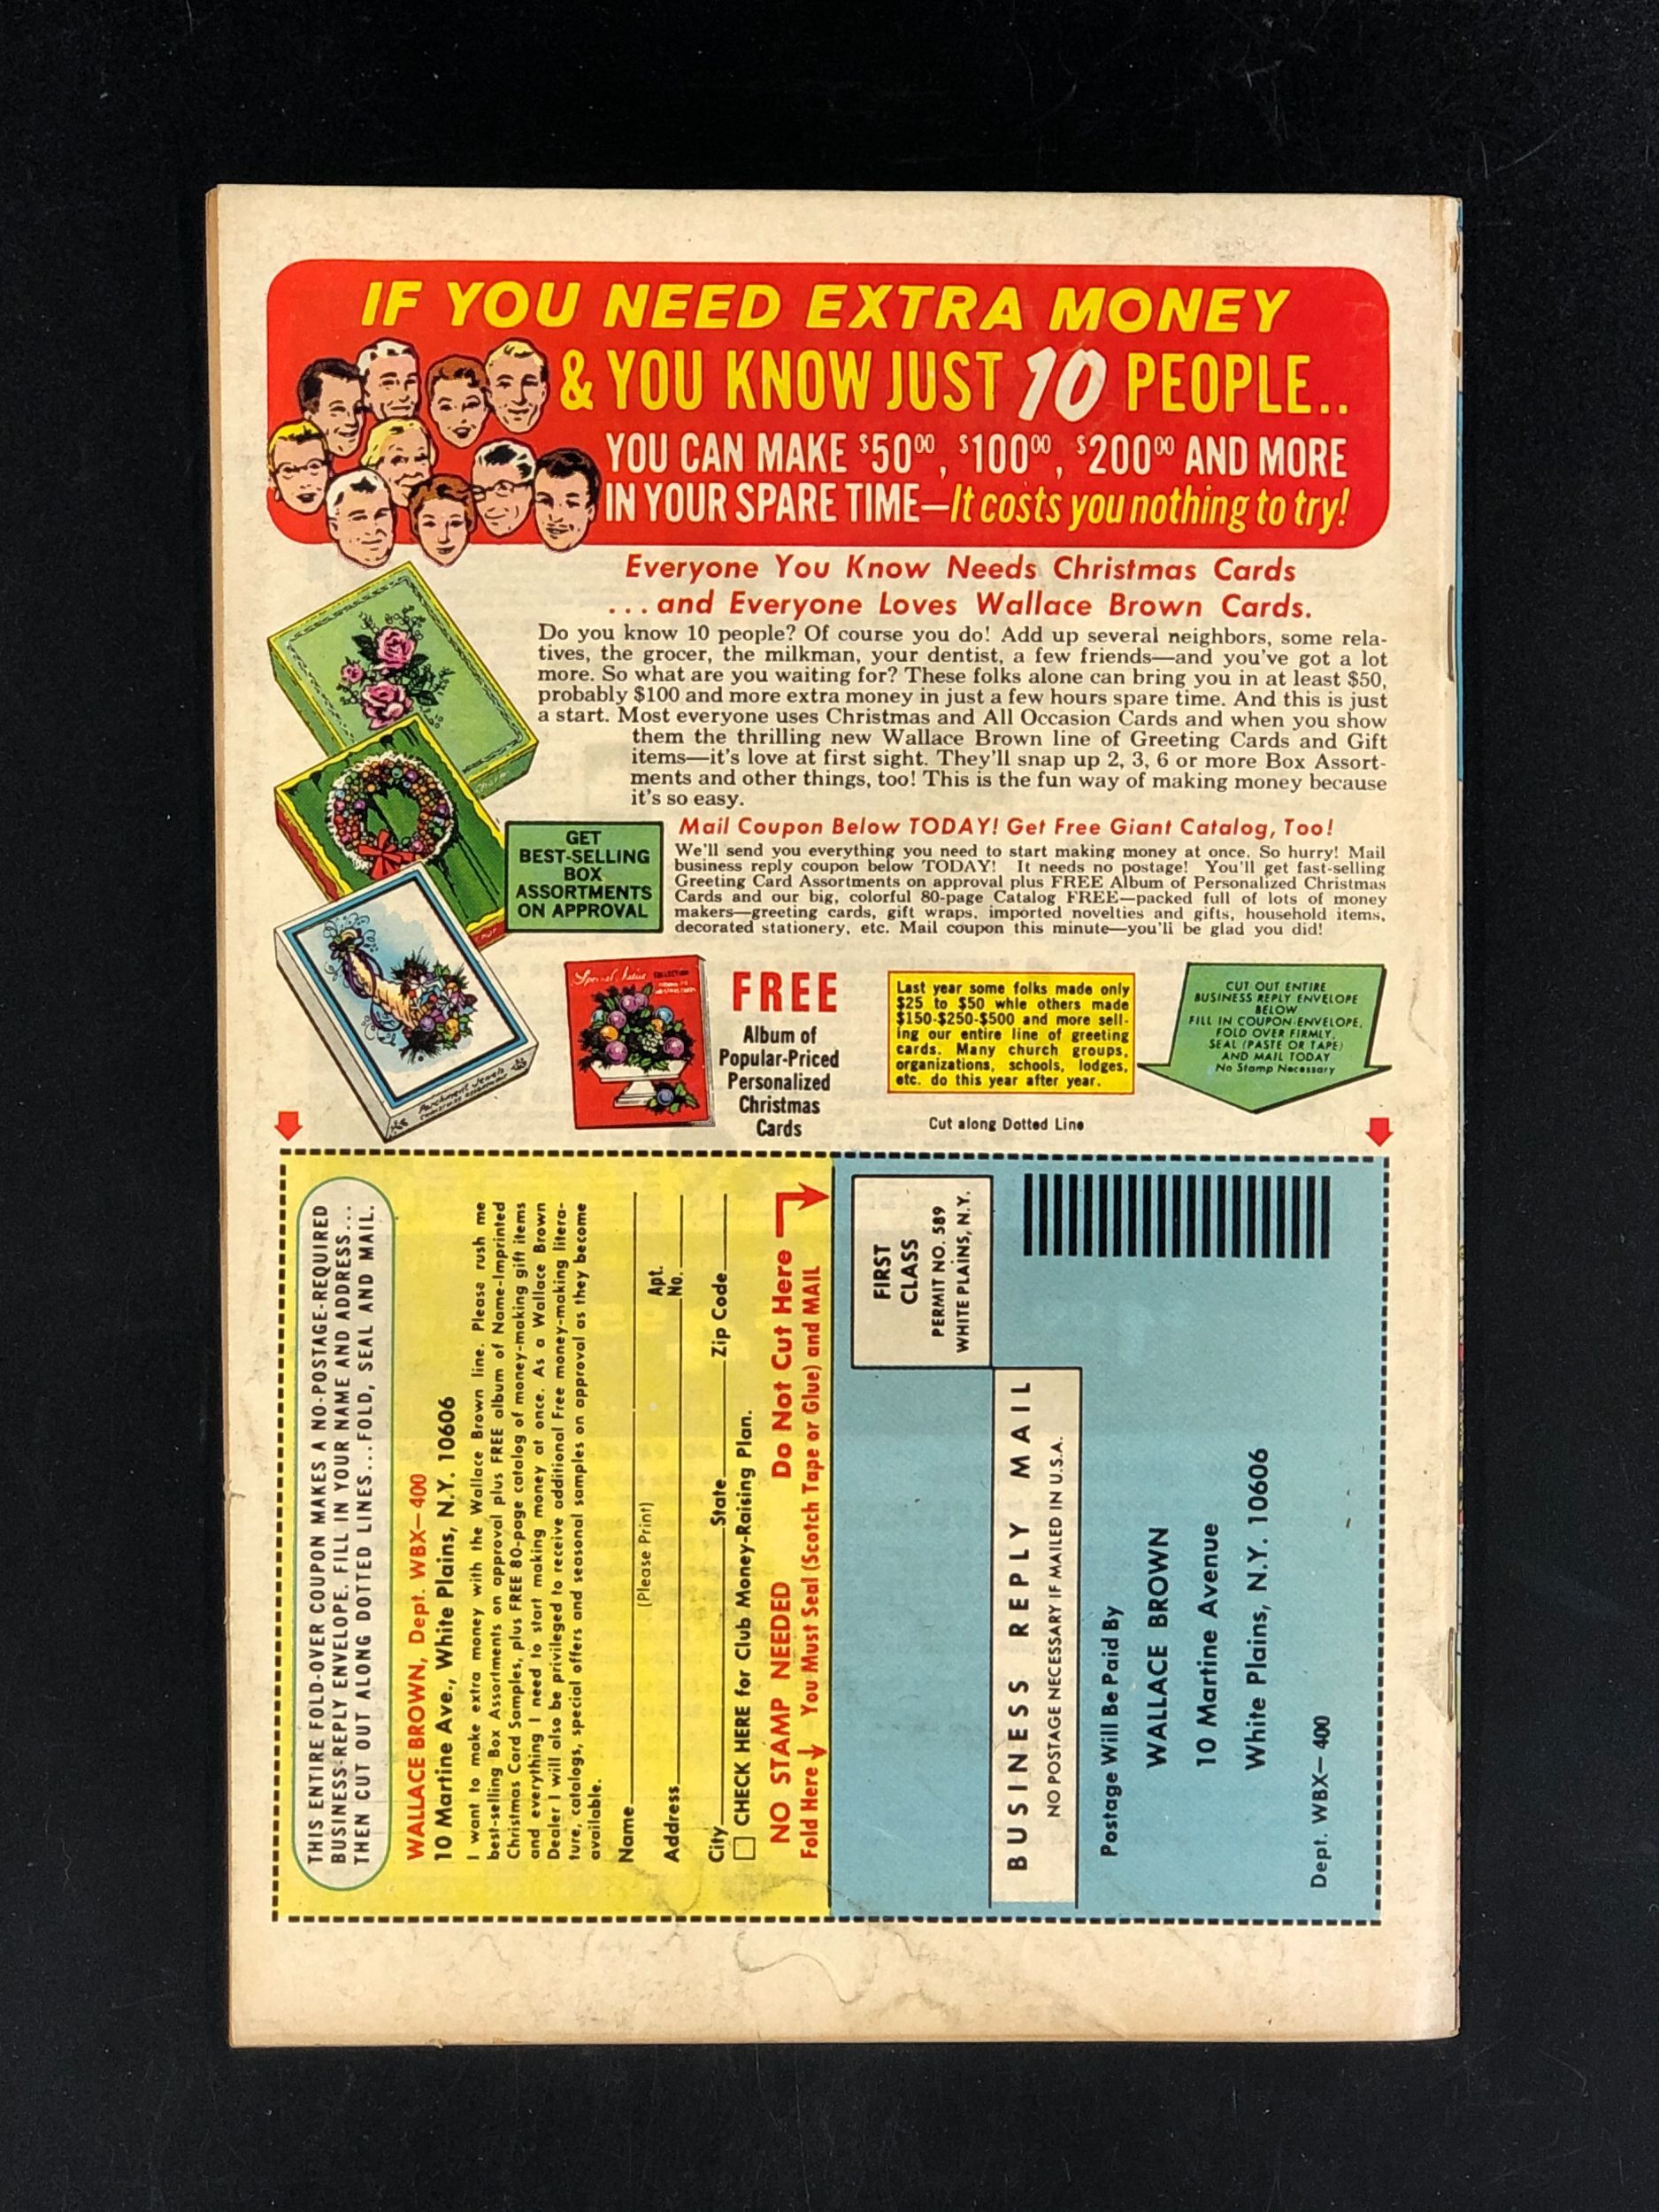 IF YOU NEED EXTRA MONEY
& YOU KNOW JUST 10 PEOPLE..
YOU CAN MAKE $50⁰⁰, $100⁰⁰, $200⁰⁰ AND MORE
IN YOUR SPARE TIME—It costs you nothing to try!
Everyone You Know Needs Christmas Cards
...and Everyone Loves Wallace Brown Cards.
Do you know 10 people? Of course you do! Add up several neighbors, some rela-
tives, the grocer, the milkman, your dentist, a few friends—and you've got a lot
more. So what are you waiting for? These folks alone can bring you in at least $50,
probably $100 and more extra money in just a few hours spare time. And this is just
a start. Most everyone uses Christmas and All Occasion Cards and when you show
them the thrilling new Wallace Brown line of Greeting Cards and Gift
items—it's love at first sight. They'll snap up 2, 3, 6 or more Box Assort-
ments and other things, too! This is the fun way of making money because
it's so easy.
GET
BEST-SELLING
BOX
ASSORTMENTS
ON APPROVAL
Mail Coupon Below TODAY! Get Free Giant Catalog, Too!
We'll send you everything you need to start making money at once. So hurry! Mail
business reply coupon below TODAY! It needs no postage! You'll get fast-selling
Greeting Card Assortments on approval plus FREE Album of Personalized Christmas
Cards and our big, colorful 80-page Catalog FREE—packed full of lots of money
makers—greeting cards, gift wraps, imported novelties and gifts, household items,
decorated stationery, etc. Mail coupon this minute—you'll be glad you did!
Parchment Jewels
FREE
Album of
Popular-Priced
Personalized
Christmas
Cards
Last year some folks made only
$25 to $50 whle others made
$150-$250-$500 and more sell-
ing our entire line of greeting
cards. Many church groups,
organizations, schools, lodges,
etc. do this year after year.
CUT OUT ENTIRE
BUSINESS REPLY ENVELOPE
BELOW
FILL IN COUPON-ENVELOPE,
FOLD OVER FIRMLY,
SEAL (PASTE OR TAPE)
AND MAIL TODAY
No Stamp Necessary
Cut along Dotted Line
THIS ENTIRE FOLD-OVER COUPON MAKES A NO-POSTAGE-REQUIRED
BUSINESS-REPLY ENVELOPE. FILL IN YOUR NAME AND ADDRESS...
THEN CUT OUT ALONG DOTTED LINES...FOLD, SEAL AND MAIL.
WALLACE BROWN, Dept. WBX—400
10 Martine Ave., White Plains, N.Y. 10606
I want to make extra money with the Wallace Brown line. Please rush me
best-selling Box Assortments on approval plus FREE album of Name-Imprinted
Christmas Card Samples, plus FREE 80-page catalog of money-making gift items
and everything I need to start making money at once. As a Wallace Brown
Dealer I will also be privileged to receive additional Free money-making litera-
ture, catalogs, special offers and seasonal samples on approval as they become
available.
Name
(Please Print)
Address Apt. No.
City State Zip Code
CHECK HERE for Club Money-Raising Plan.
NO STAMP NEEDED Do Not Cut Here
Fold Here You Must Seal (Scotch Tape or Glue) and MAIL
FIRST
CLASS
PERMIT NO. 589
WHITE PLAINS, N.Y.
BUSINESS REPLY MAIL
NO POSTAGE NECESSARY IF MAILED IN U.S.A.
Postage Will Be Paid By
WALLACE BROWN
10 Martine Avenue
White Plains, N.Y. 10606
Dept. WBX—400